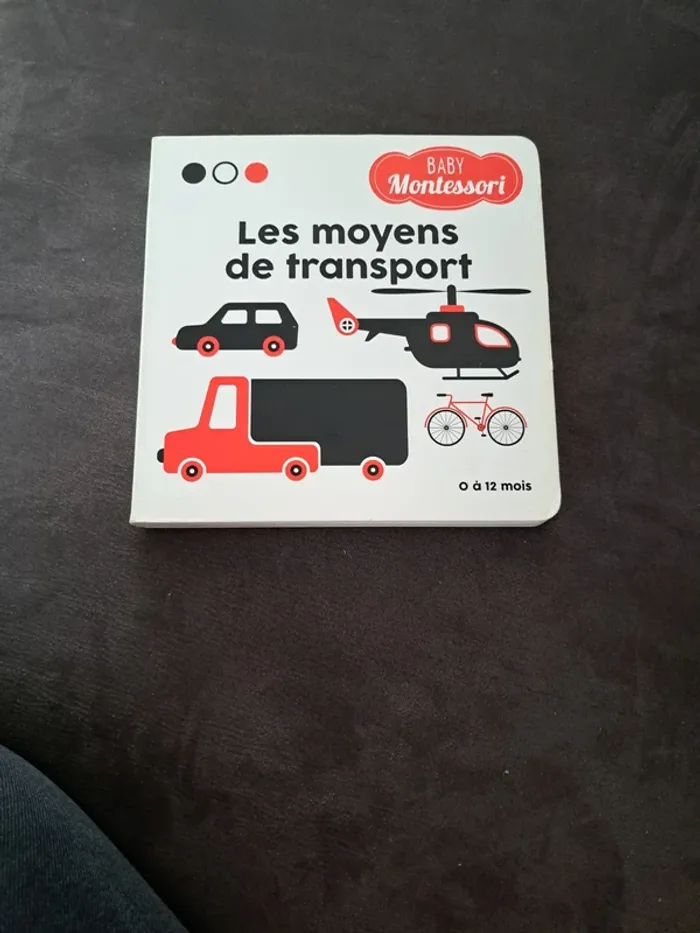 BABY
Montessori
Les moyens
de transport
0 à 12 mois